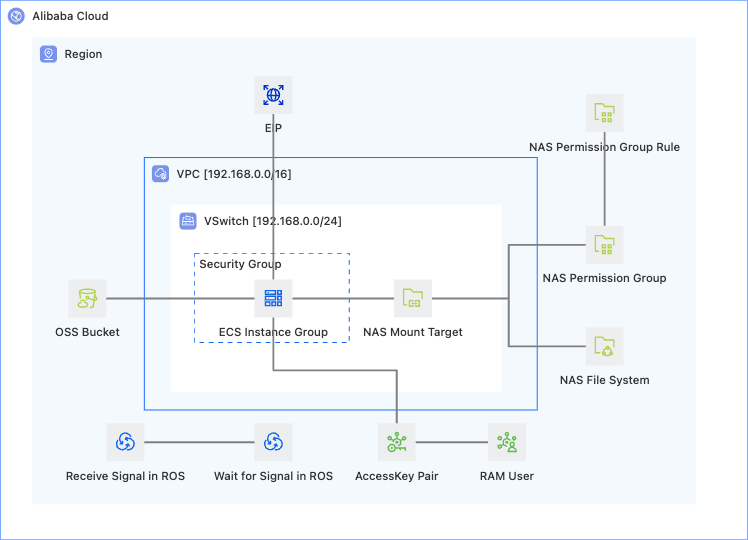 Alibaba Cloud
Region
EIP
NAS Permission Group Rule
VPC [192.168.0.0/16]
VSwitch [192.168.0.0/24]
Security Group
NAS Permission Group
OSS Bucket
ECS Instance Group
NAS Mount Target
NAS File System
Receive Signal in ROS
Wait for Signal in ROS
AccessKey Pair
RAM User